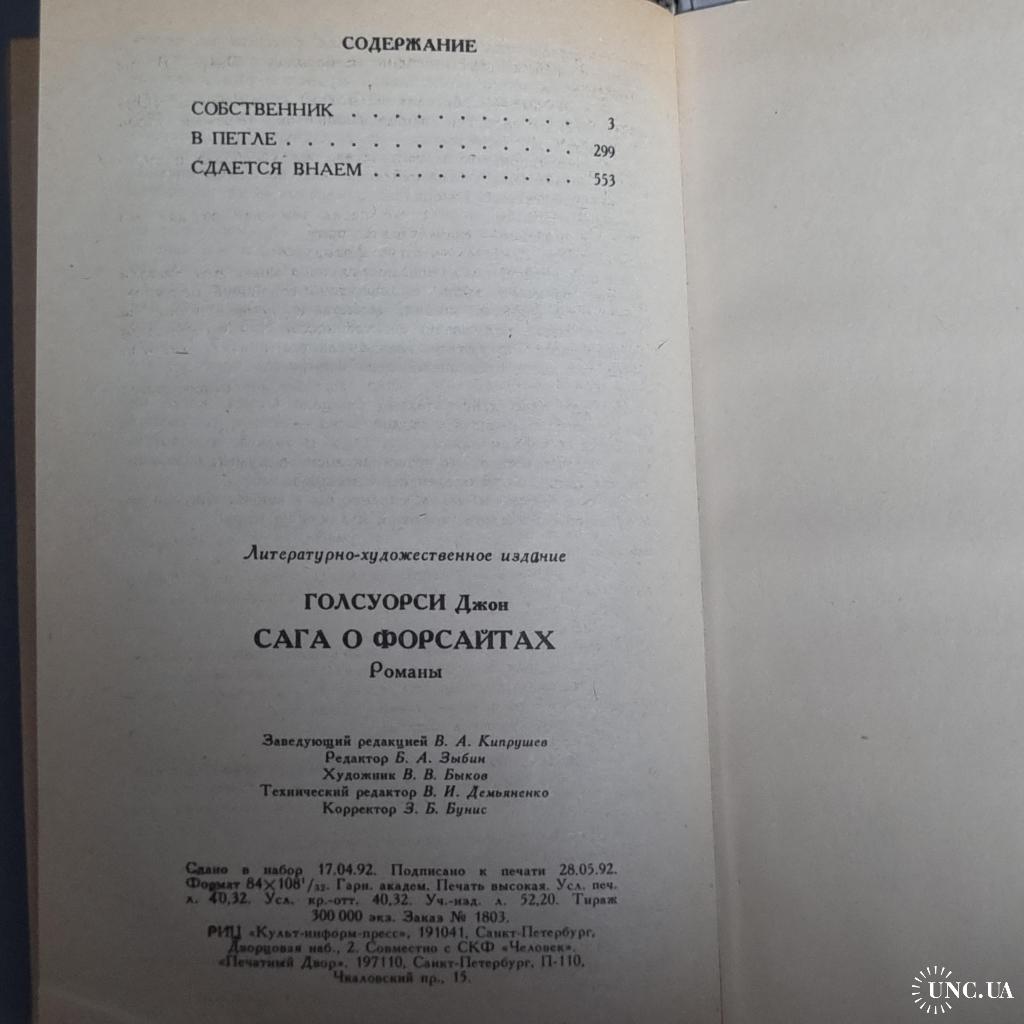 СОДЕРЖАНИЕ
СОБСТВЕННИК . . . . . . . . . . . 3
В ПЕТЛЕ . . . . . . . . . . . . . 299
СДАЕТСЯ ВНАЕМ . . . . . . . . . . 553
Литературно-художественное издание
ГОЛСУОРСИ Джон
САГА О ФОРСАЙТАХ
Романы
Заведующий редакцией В. А. Кипрушев
Редактор Б. А. Зыбин
Художник В. В. Быков
Технический редактор В. И. Демьяненко
Корректор З. Б. Бунис
Сдано в набор 17.04.92. Подписано к печати 28.05.92.
Формат 84×108¹/₃₂. Гарн. академ. Печать высокая. Усл. печ.
л. 40,32. Усл. кр.-отт. 40,32. Уч.-изд. л. 52,20. Тираж
300 000 экз. Заказ № 1803.
РИЦ «Культ-информ-пресс», 191041, Санкт-Петербург,
Дворцовая наб., 2. Совместно с СКФ «Человек».
«Печатный Двор», 197110, Санкт-Петербург, П-110,
Чкаловский пр., 15.
UNC.UA